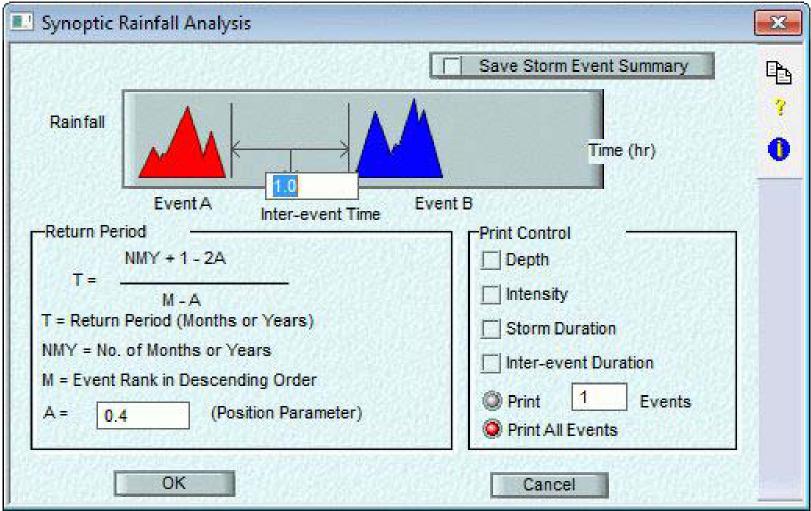 Synoptic Rainfall Analysis
Save Storm Event Summary
Rainfall
Time (hr)
1.0
Event A
Inter-event Time
Event B
Return Period
T = NMY + 1 - 2A
M - A
T = Return Period (Months or Years)
NMY = No. of Months or Years
M = Event Rank in Descending Order
A = 0.4 (Position Parameter)
Print Control
Depth
Intensity
Storm Duration
Inter-event Duration
Print 1 Events
Print All Events
OK
Cancel